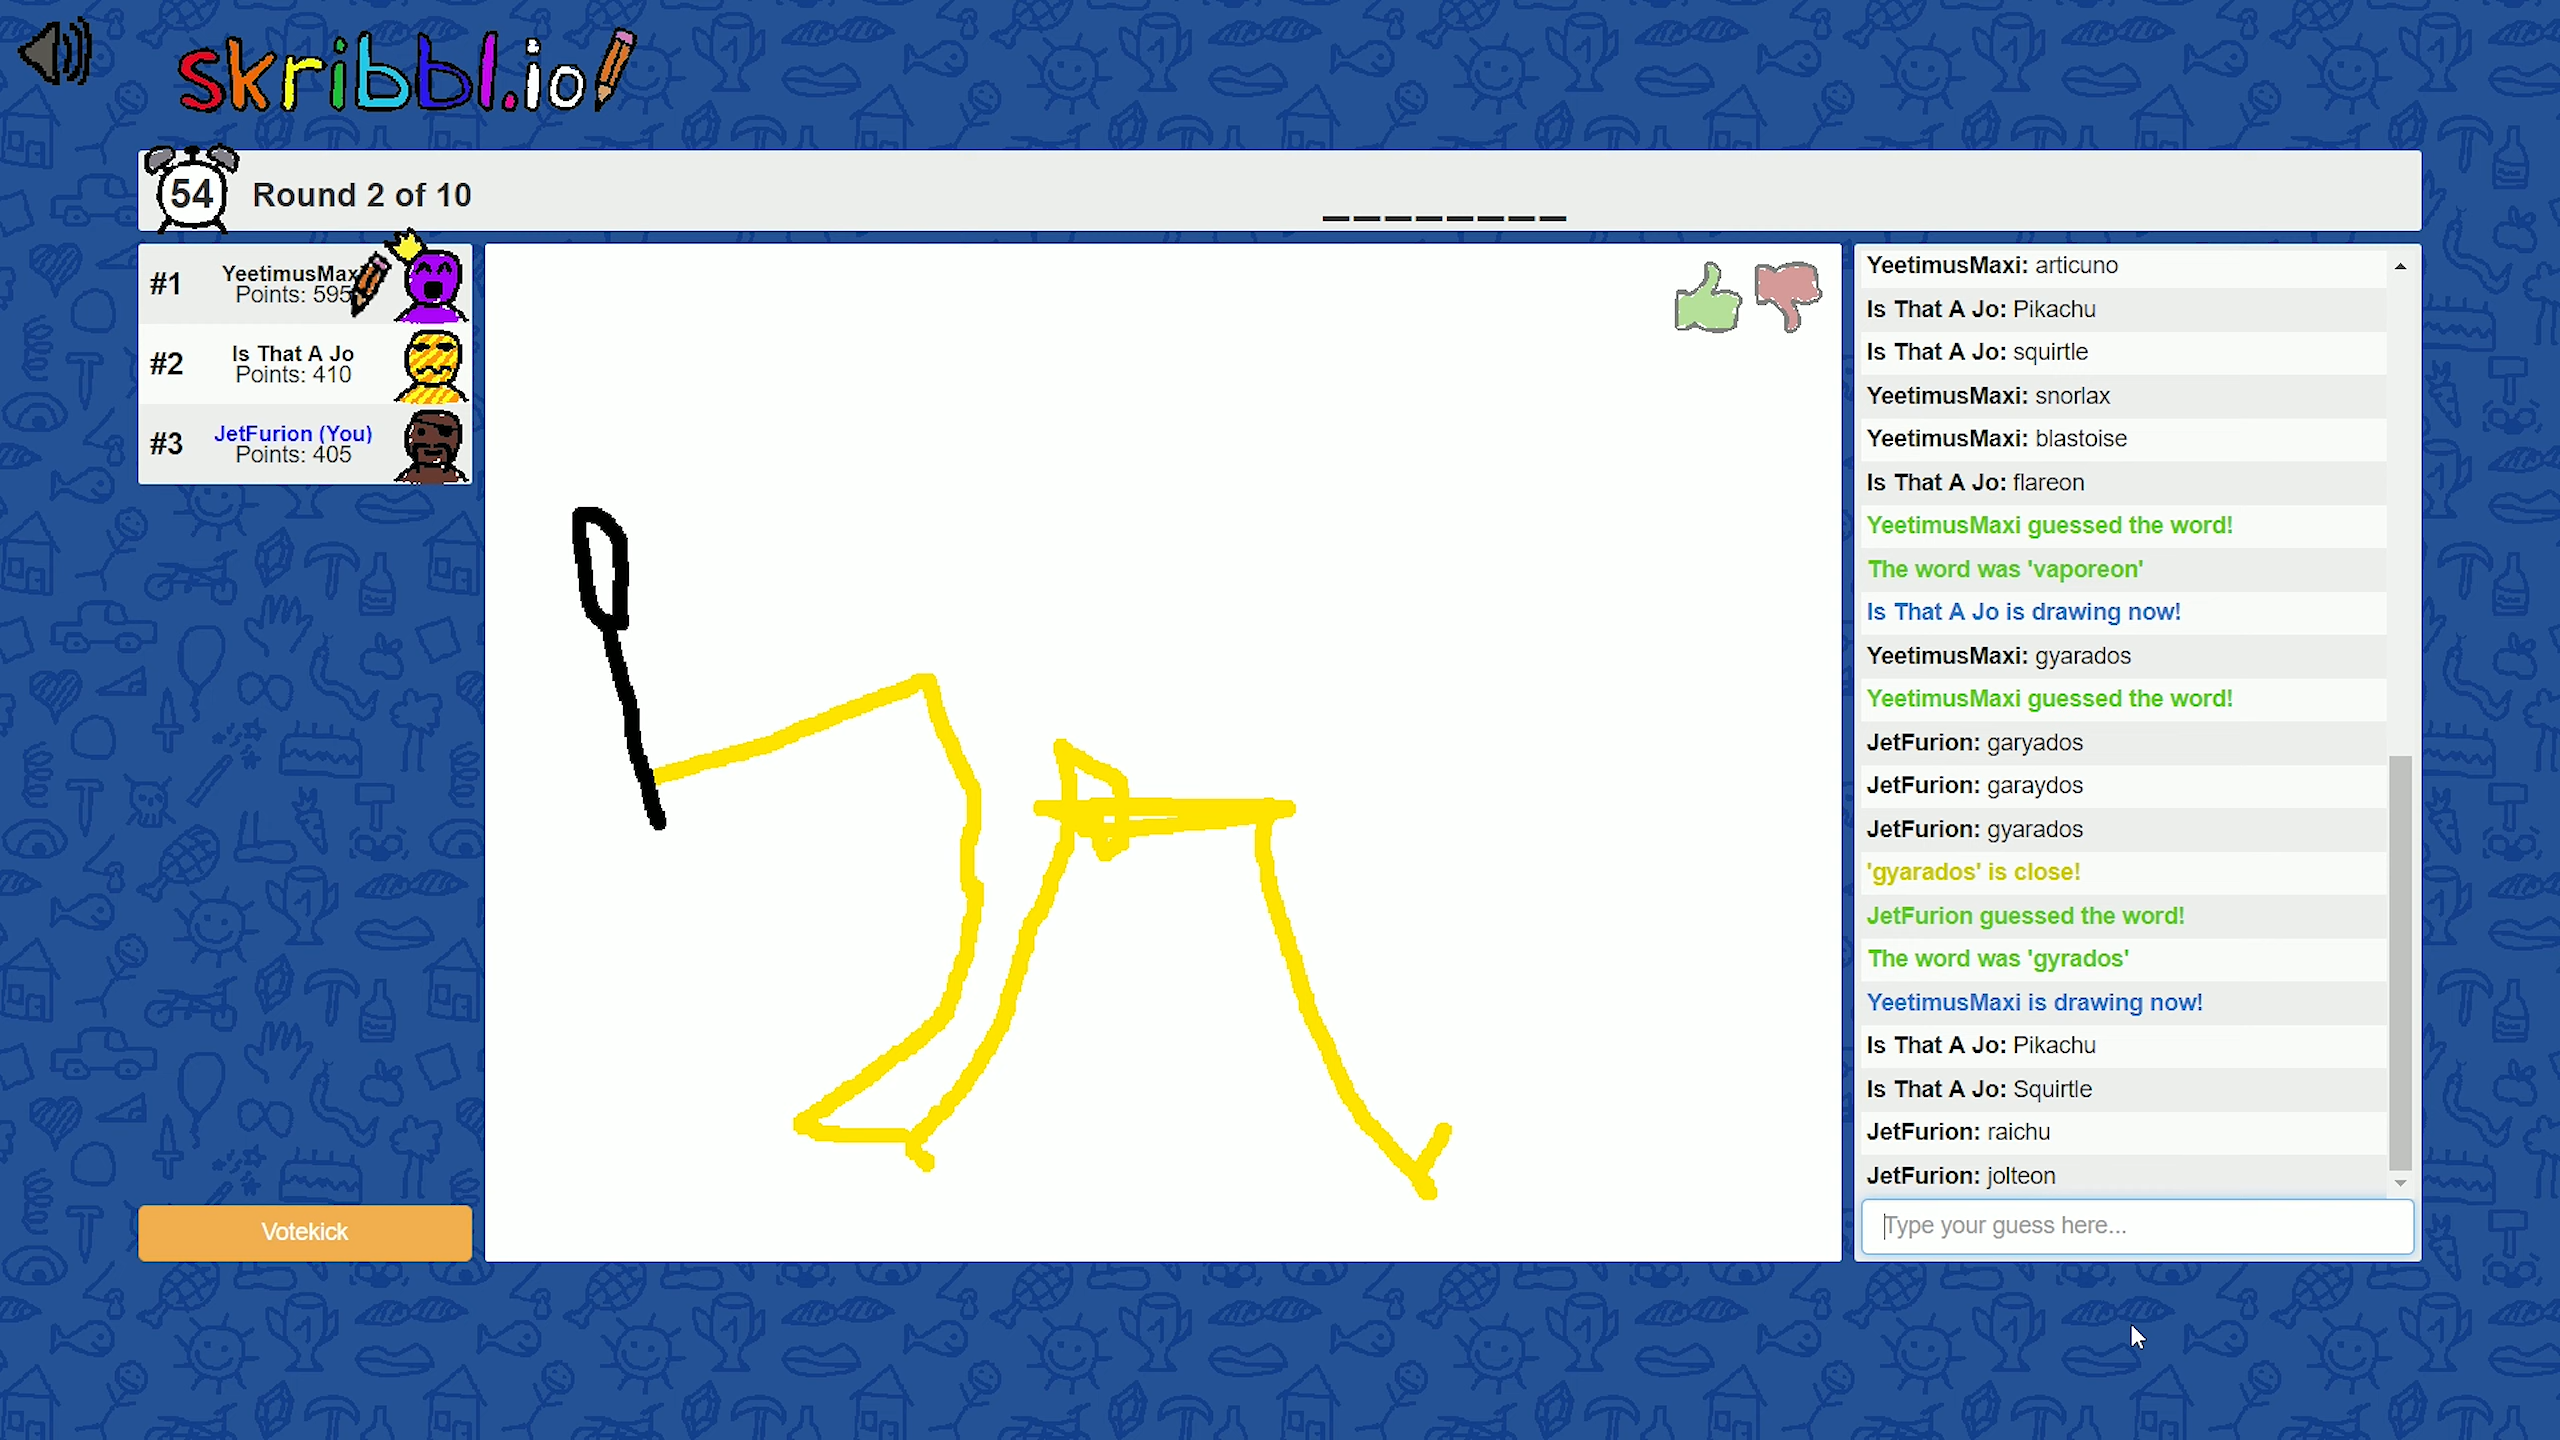 skribbl.io
54
Round 2 of 10
________
#1
YeetimusMaxi
Points: 595
#2
Is That A Jo
Points: 410
#3
JetFurion (You)
Points: 405
Votekick
YeetimusMaxi: articuno
Is That A Jo: Pikachu
Is That A Jo: squirtle
YeetimusMaxi: snorlax
YeetimusMaxi: blastoise
Is That A Jo: flareon
YeetimusMaxi guessed the word!
The word was 'vaporeon'
Is That A Jo is drawing now!
YeetimusMaxi: gyarados
YeetimusMaxi guessed the word!
JetFurion: garyados
JetFurion: garaydos
JetFurion: gyarados
'gyarados' is close!
JetFurion guessed the word!
The word was 'gyrados'
YeetimusMaxi is drawing now!
Is That A Jo: Pikachu
Is That A Jo: Squirtle
JetFurion: raichu
JetFurion: jolteon
Type your guess here...